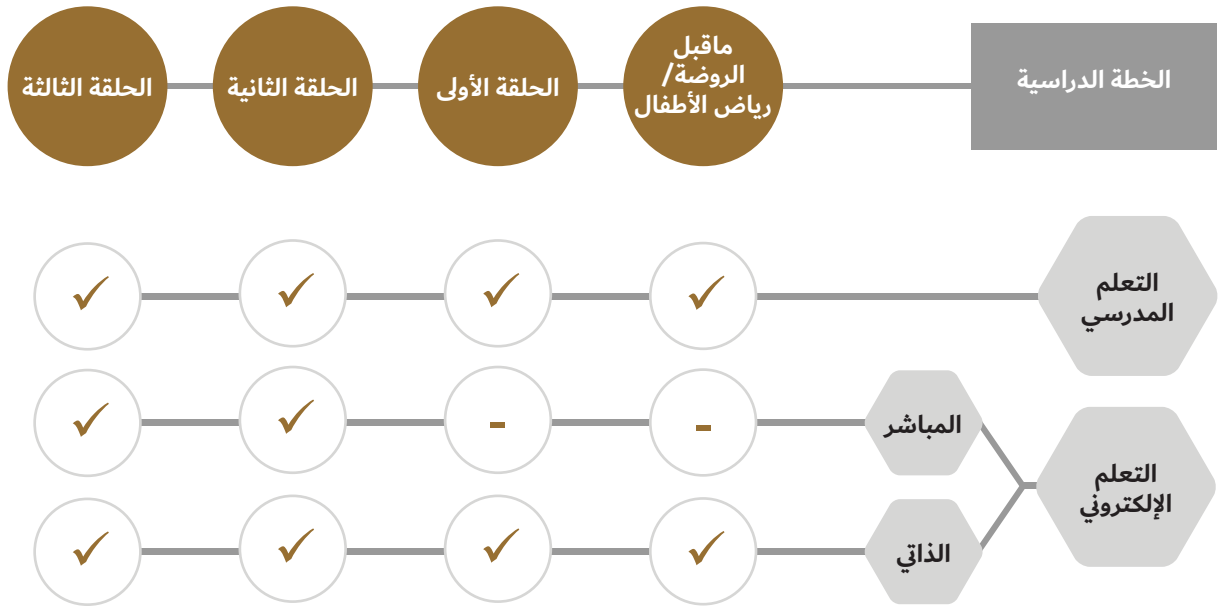 الخطة الدراسية
ماقبل
الروضة/
رياض الأطفال
الحلقة الأولى
الحلقة الثانية
الحلقة الثالثة
التعلم
المدرسي
✓ ✓ ✓ ✓
التعلم
الإلكتروني
المباشر
- - ✓ ✓
الذاتي
✓ ✓ ✓ ✓